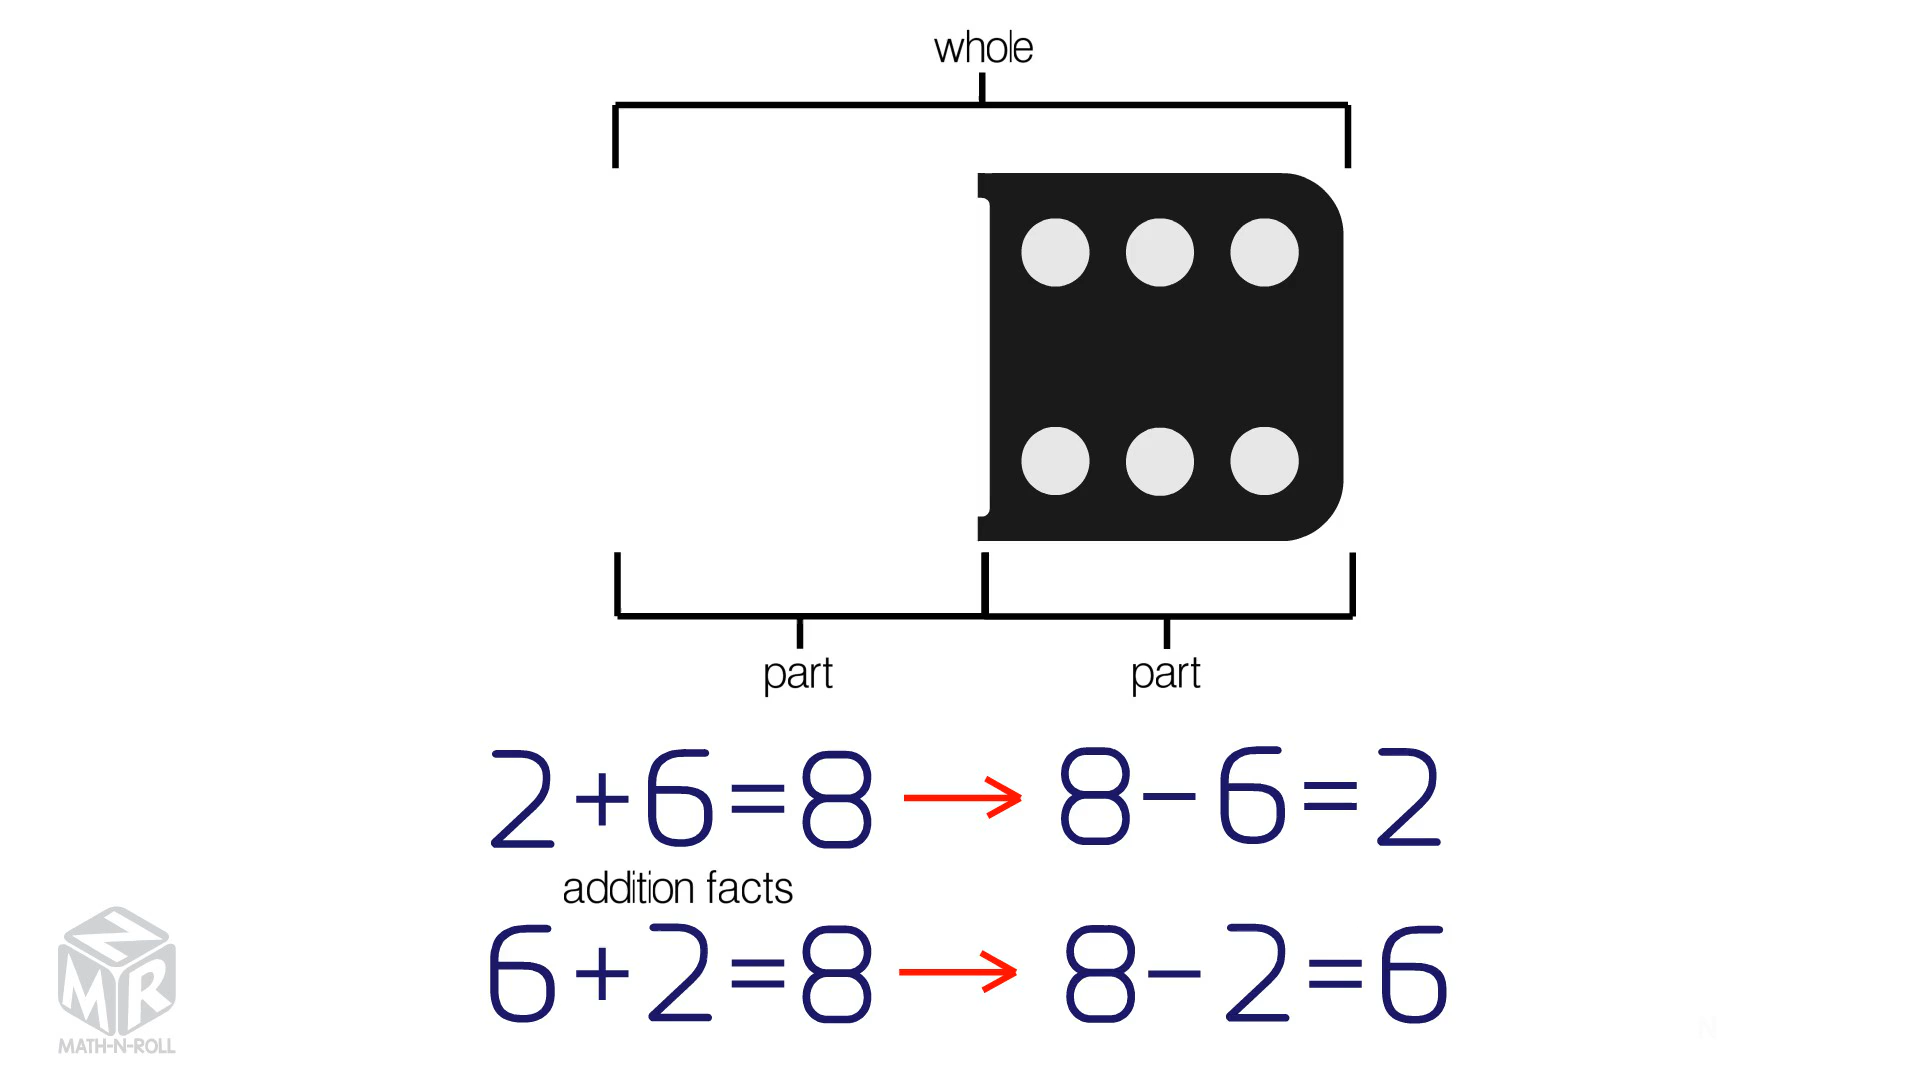 whole
part part
2+6=8 → 8-6=2
addition facts
6+2=8 → 8-2=6
MNR
MATH-N-ROLL